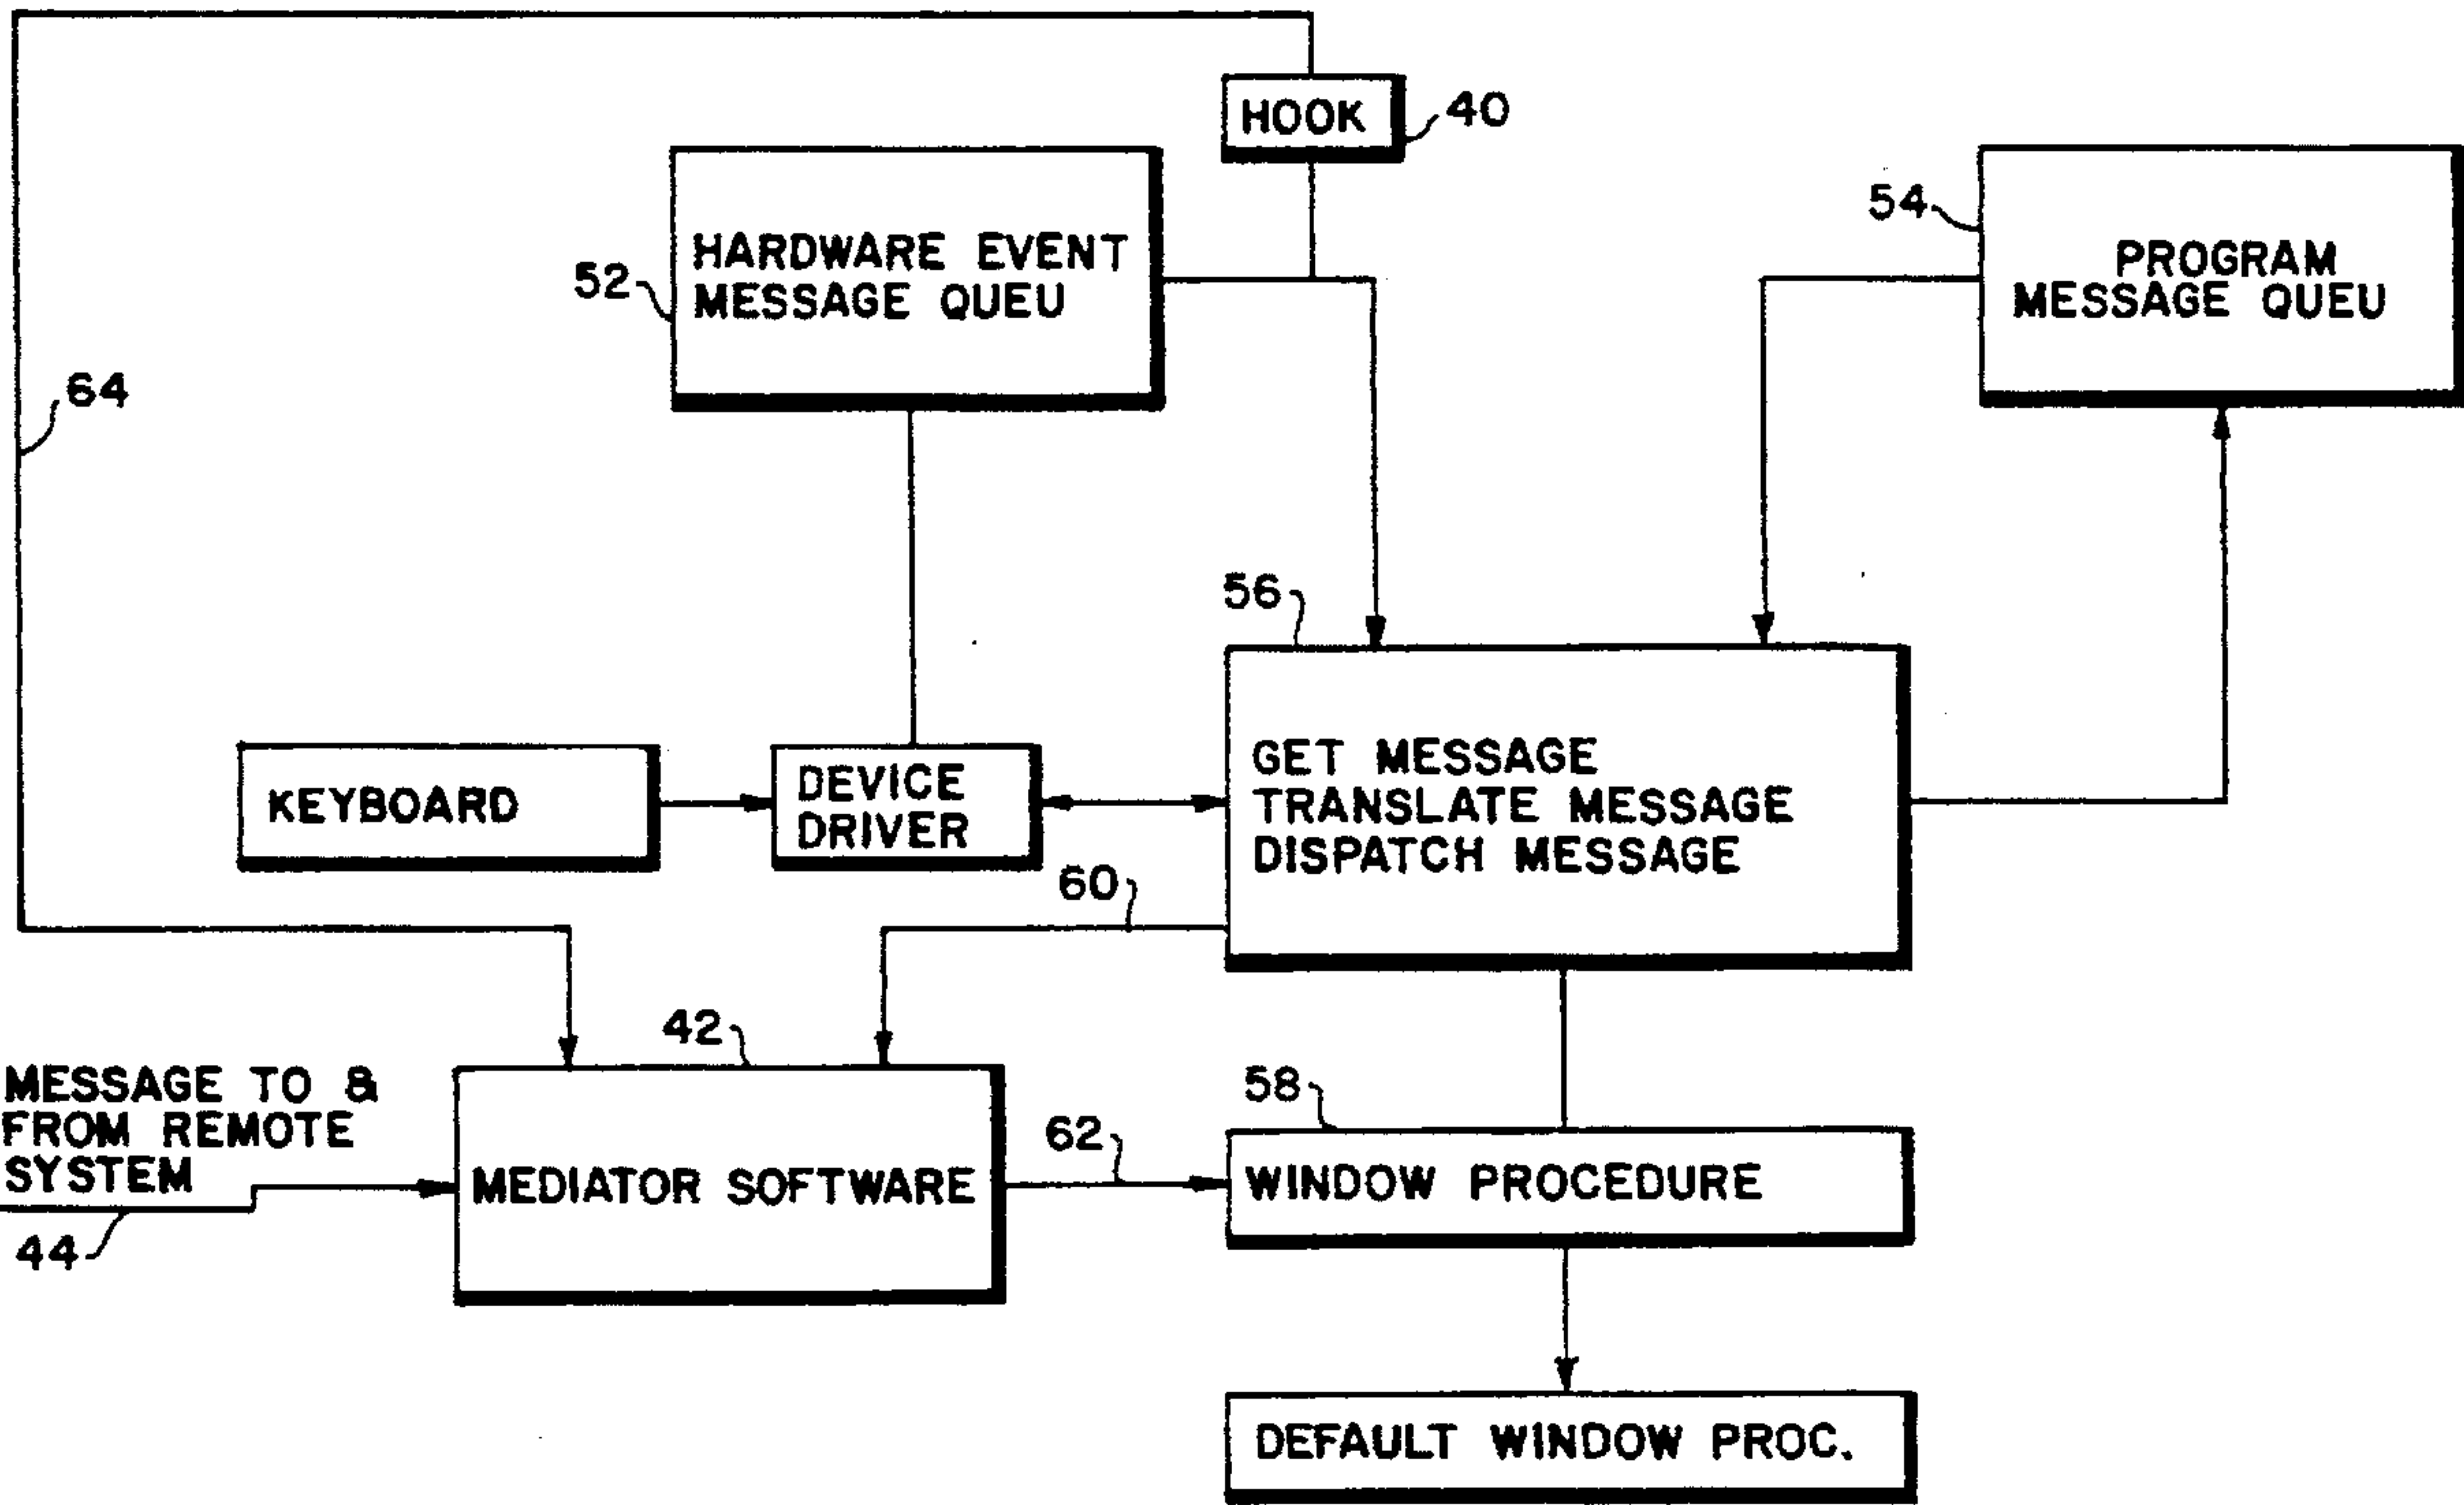 HOOK
40
HARDWARE EVENT
MESSAGE QUEU
52
54
PROGRAM
MESSAGE QUEU
64
56
GET MESSAGE
TRANSLATE MESSAGE
DISPATCH MESSAGE
KEYBOARD
DEVICE
DRIVER
60
42
MESSAGE TO &
FROM REMOTE
SYSTEM
44
MEDIATOR SOFTWARE
62
58
WINDOW PROCEDURE
DEFAULT WINDOW PROC.